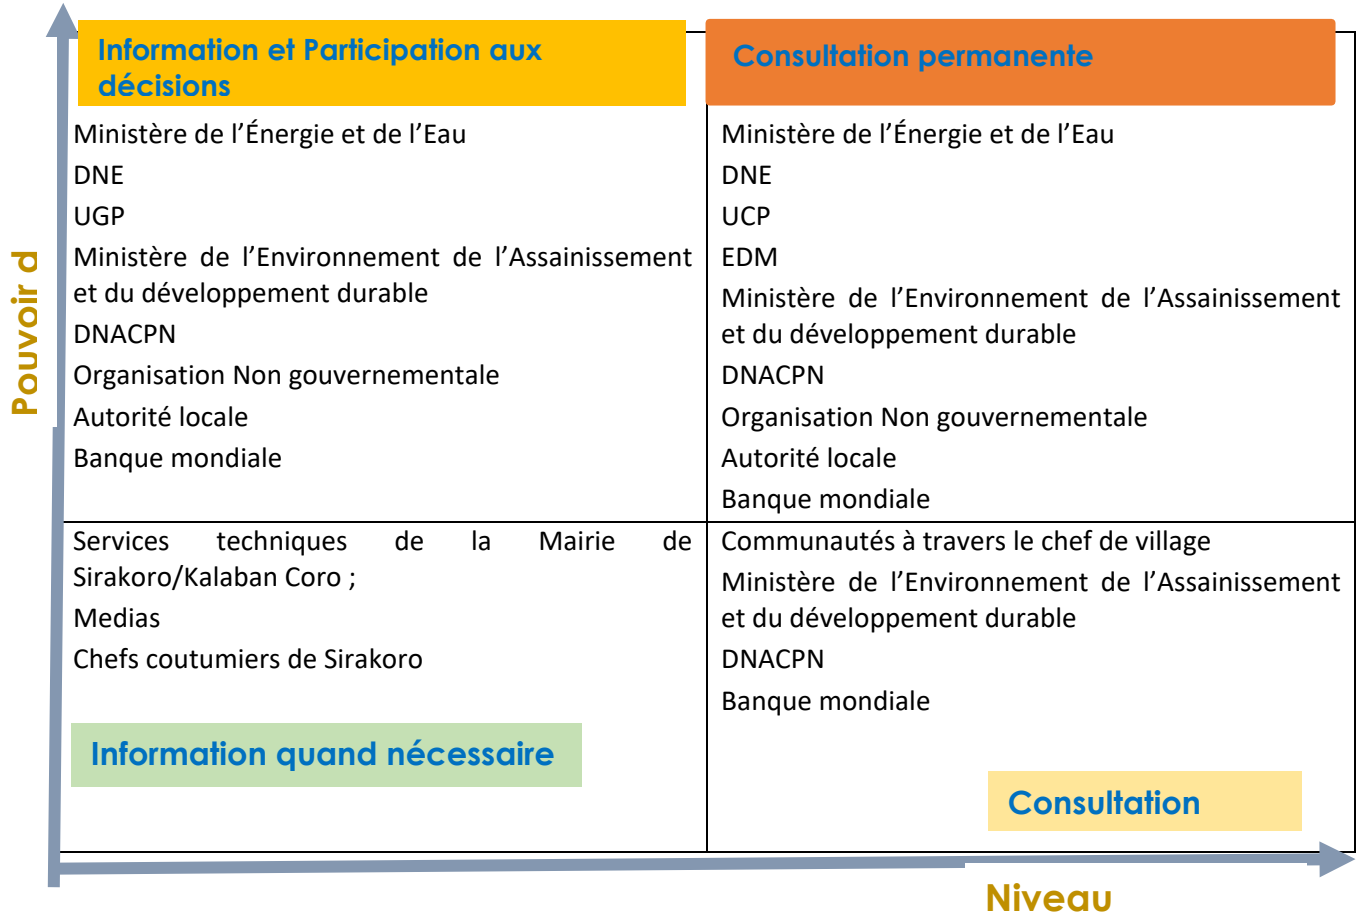 Information et Participation aux
décisions
Consultation permanente
Ministère de l’Énergie et de l’Eau
DNE
UGP
Ministère de l’Environnement de l’Assainissement
et du développement durable
DNACPN
Organisation Non gouvernementale
Autorité locale
Banque mondiale
Ministère de l’Énergie et de l’Eau
DNE
UCP
EDM
Ministère de l’Environnement de l’Assainissement
et du développement durable
DNACPN
Organisation Non gouvernementale
Autorité locale
Banque mondiale
Services techniques de la Mairie de
Sirakoro/Kalaban Coro ;
Medias
Chefs coutumiers de Sirakoro
Information quand nécessaire
Communautés à travers le chef de village
Ministère de l’Environnement de l’Assainissement
et du développement durable
DNACPN
Banque mondiale
Consultation
Pouvoir d
Niveau